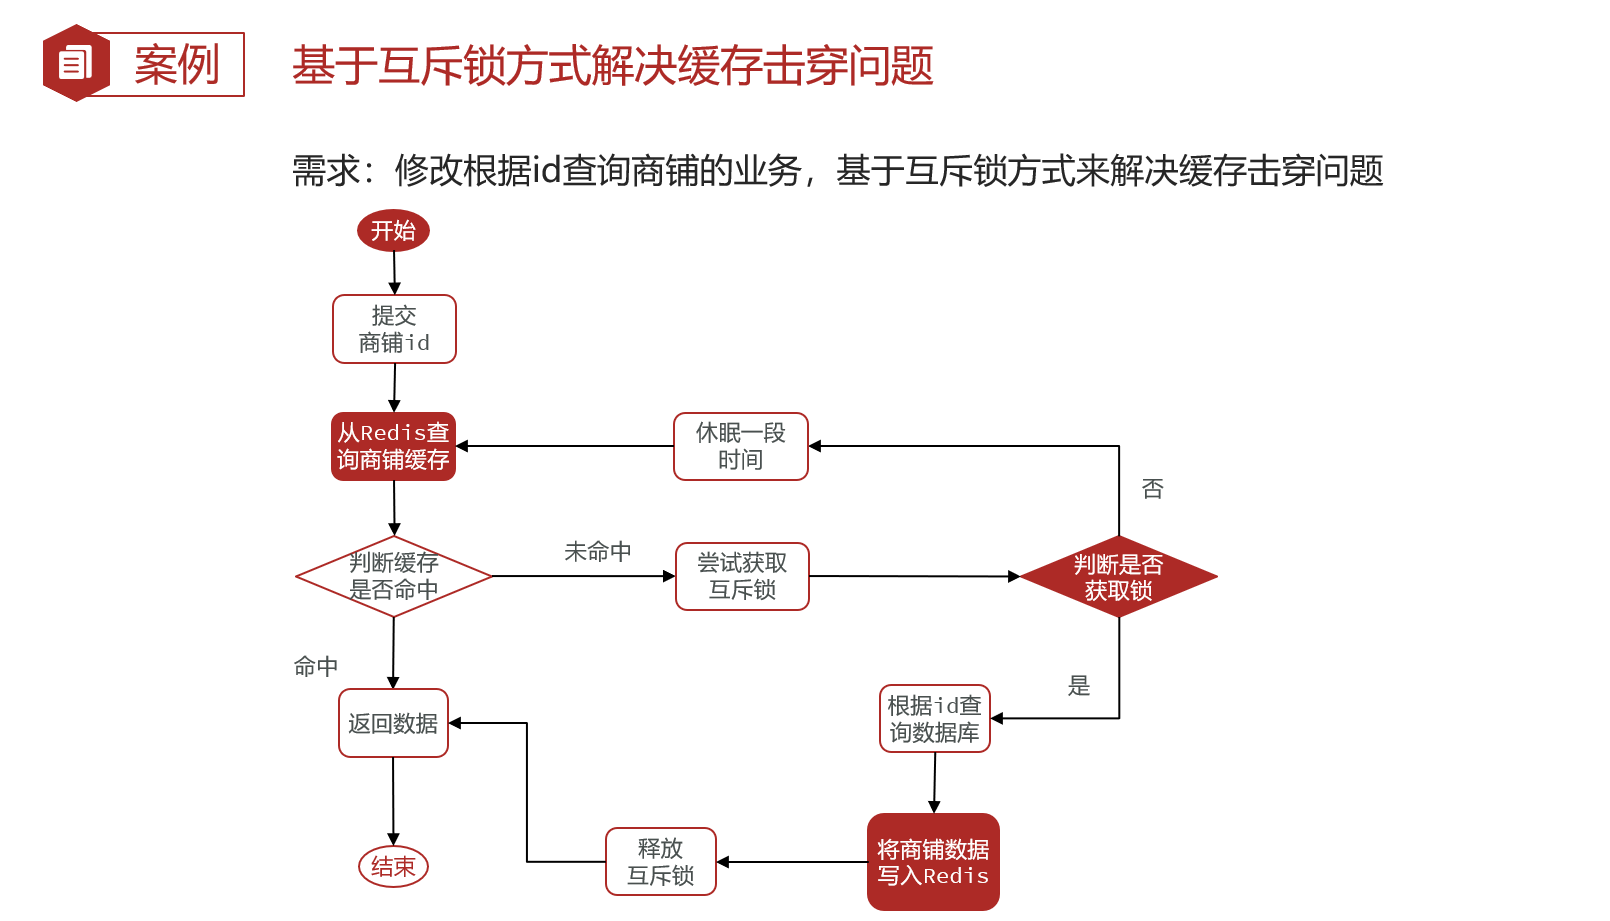 案例
基于互斥锁方式解决缓存击穿问题
需求：修改根据id查询商铺的业务，基于互斥锁方式来解决缓存击穿问题
开始
提交
商铺id
从Redis查
询商铺缓存
休眠一段
时间
否
判断缓存
是否命中
未命中
尝试获取
互斥锁
判断是否
获取锁
命中
是
返回数据
根据id查
询数据库
将商铺数据
写入Redis
释放
互斥锁
结束